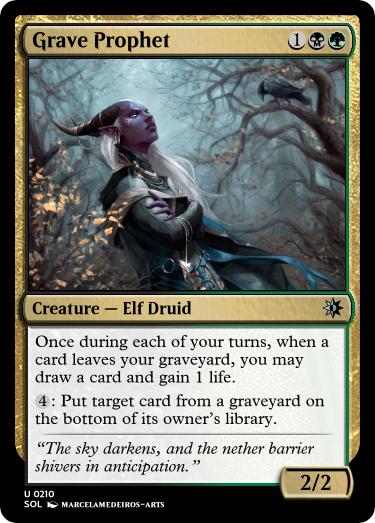 Grave Prophet 1
Creature — Elf Druid
Once during each of your turns, when a
card leaves your graveyard, you may
draw a card and gain 1 life.
4: Put target card from a graveyard on
the bottom of its owner's library.
“The sky darkens, and the nether barrier
shivers in anticipation.”
2/2
U 0210
SOL MARCELAMEDEIROS-ARTS